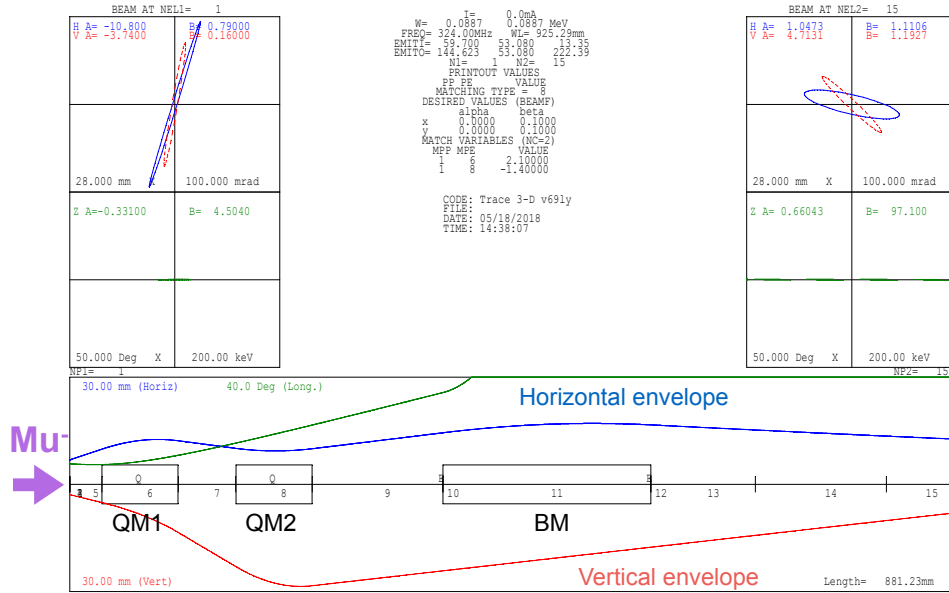 BEAM AT NEL1= 1
H A= -10.800 B= 0.79000
V A= -3.7400 B= 0.16000
28.000 mm X 100.000 mrad
Z A=-0.33100 B= 4.5040
50.000 Deg X 200.00 keV
I= 0.0mA
W= 0.0887 0.0887 MeV
FREQ= 324.00MHz WL= 925.29mm
EMITI= 59.700 53.080 13.35
EMITO= 144.623 53.080 222.39
N1= 1 N2= 15
PRINTOUT VALUES
PP PE VALUE
MATCHING TYPE = 8
DESIRED VALUES (BEAMF)
alpha beta
x 0.0000 0.1000
y 0.0000 0.1000
MATCH VARIABLES (NC=2)
MPP MPE VALUE
1 6 2.10000
1 8 -1.40000
CODE: Trace 3-D v69ly
FILE:
DATE: 05/18/2018
TIME: 14:38:07
BEAM AT NEL2= 15
H A= 1.0473 B= 1.1106
V A= 4.7131 B= 1.1927
28.000 mm X 100.000 mrad
Z A= 0.66043 B= 97.100
50.000 Deg X 200.00 keV
NP1= 1
NP2= 15
30.00 mm (Horiz) 40.0 Deg (Long.)
Horizontal envelope
Mu-
Q Q B B
5 6 7 8 9 10 11 12 13 14 15
QM1 QM2 BM
30.00 mm (Vert)
Vertical envelope
Length= 881.23mm